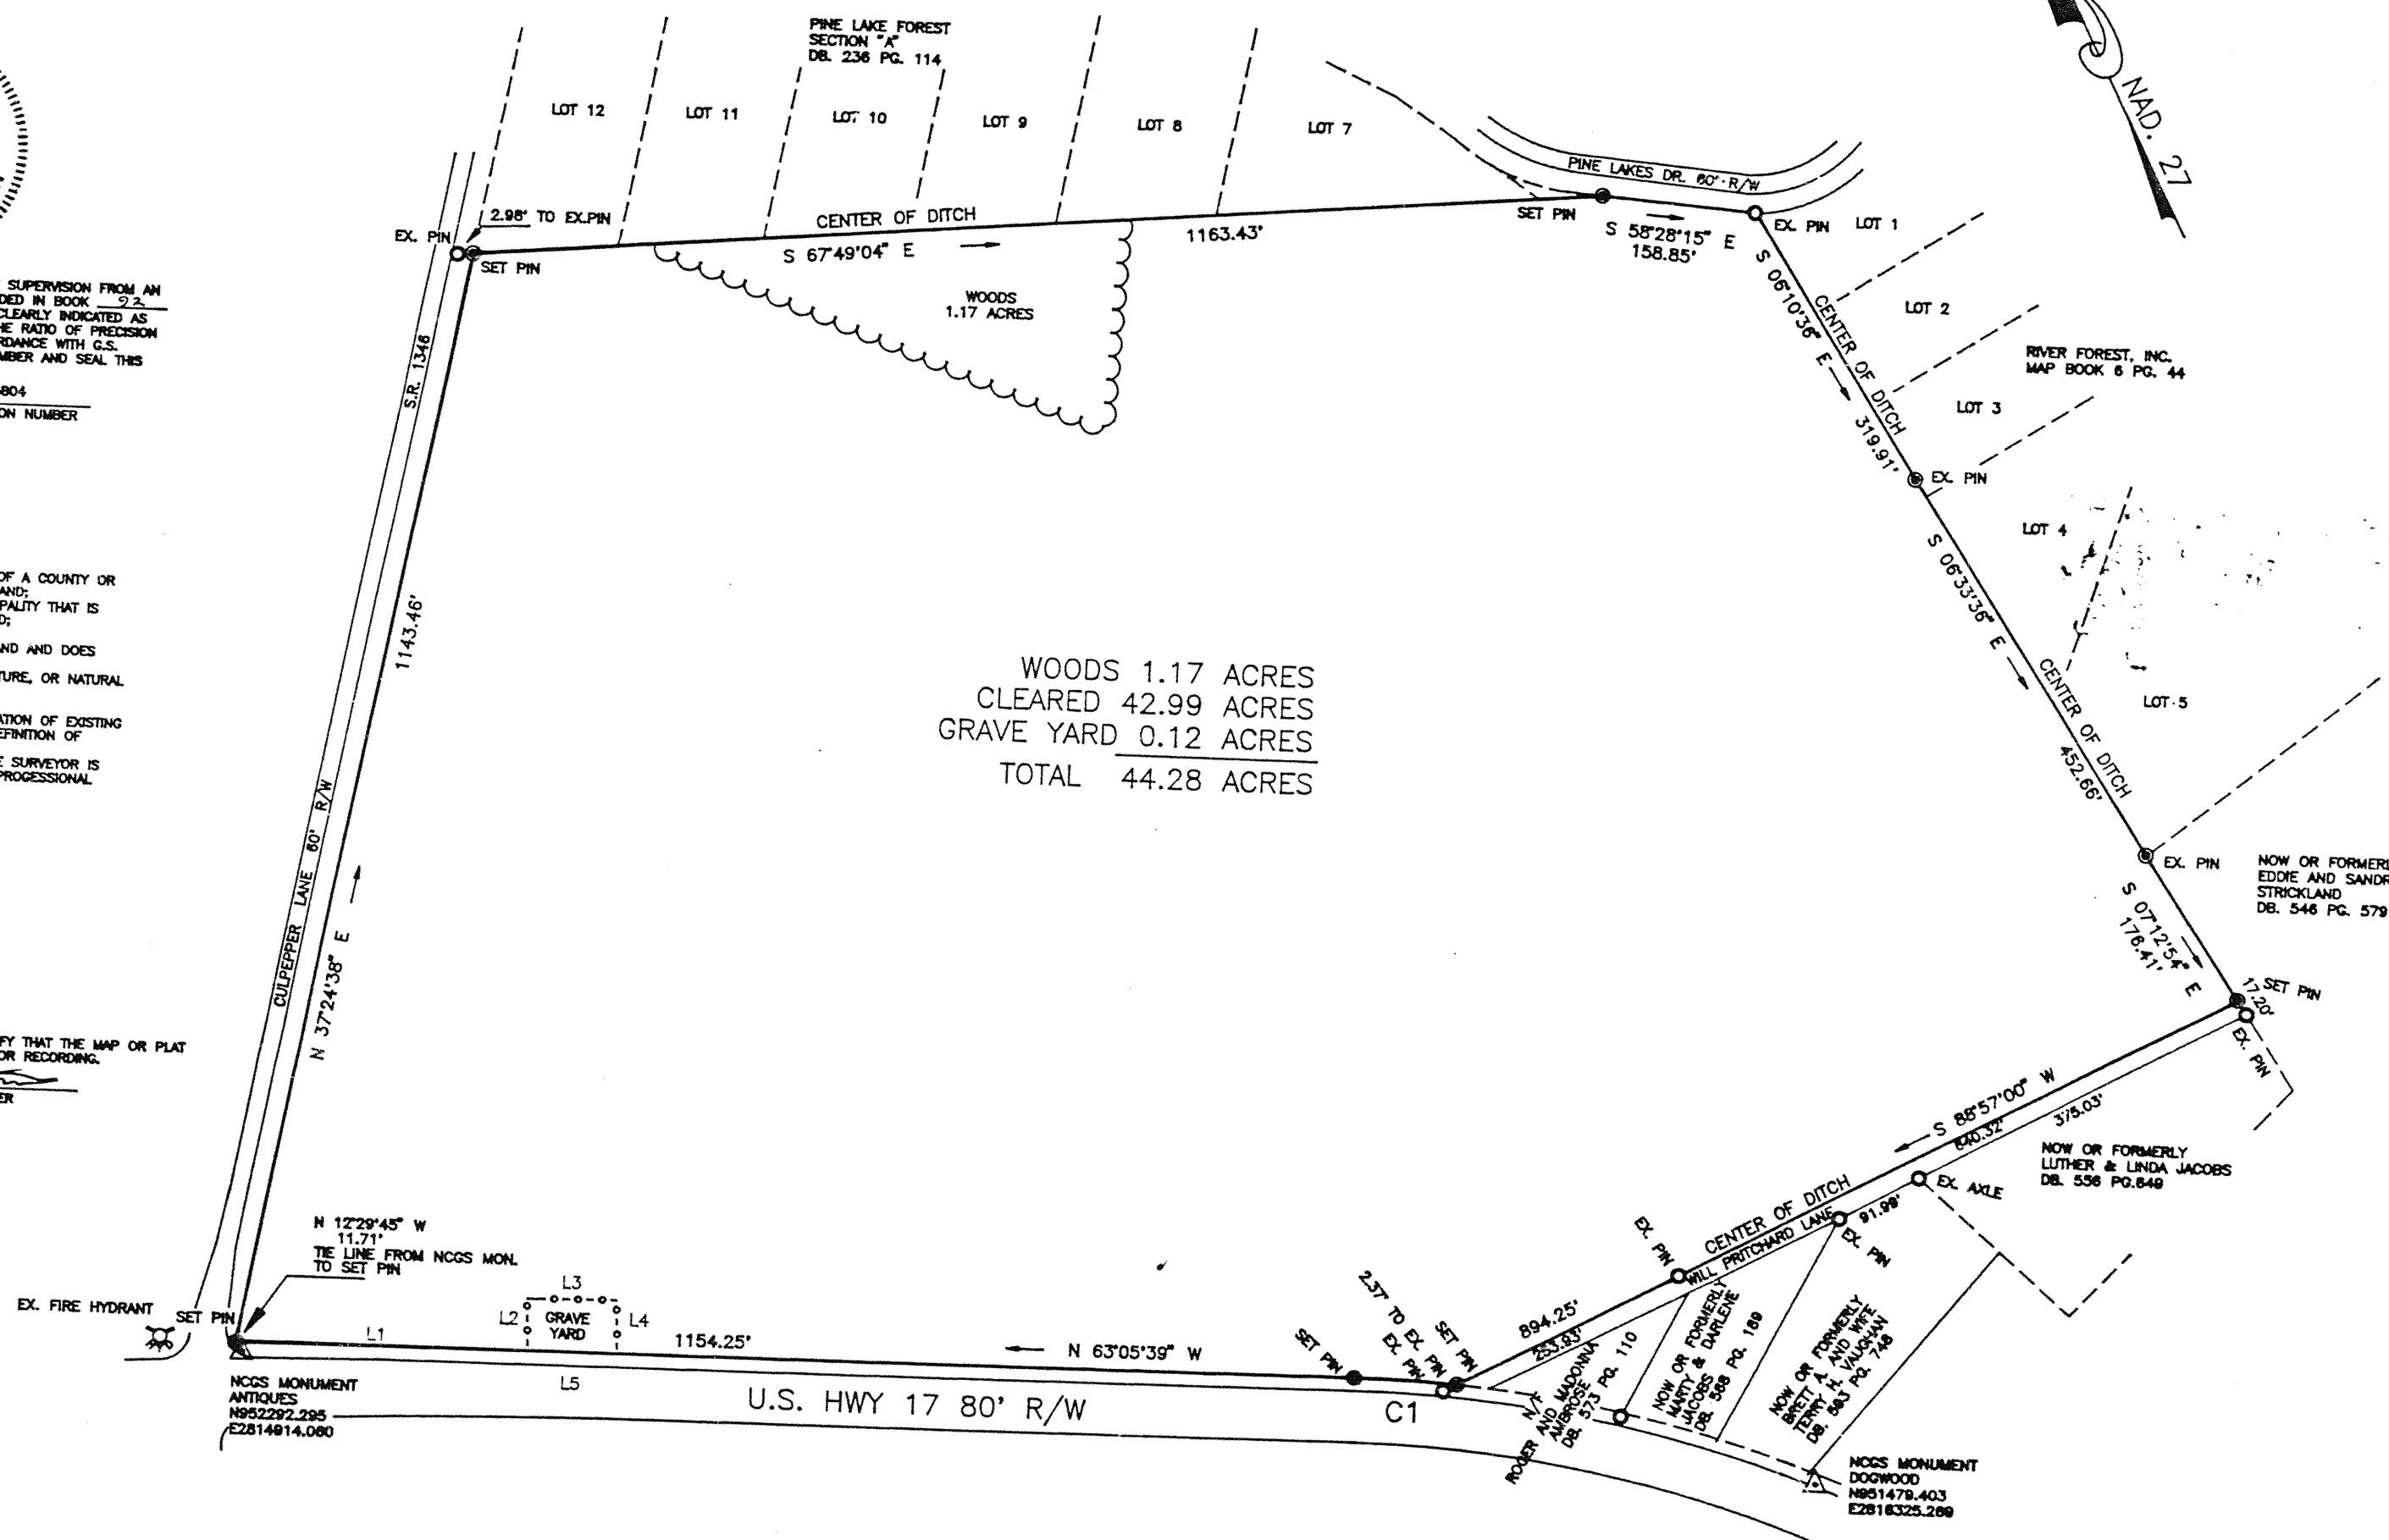 PINE LAKE FOREST
SECTION "A"
DB. 236 PG. 114
NAD. 27
LOT 12
LOT 11
LOT 10
LOT 9
LOT 8
LOT 7
PINE LAKES DR. 60' R/W
2.98' TO EX.PIN
EX. PIN
SET PIN
CENTER OF DITCH
S 67°49'04" E
1163.43'
SET PIN
S 58°28'15" E
158.85'
EX. PIN
LOT 1
WOODS
1.17 ACRES
S 06°10'36" E
CENTER OF DITCH
319.91'
LOT 2
RIVER FOREST, INC.
MAP BOOK 6 PG. 44
LOT 3
EX. PIN
LOT 4
SUPERVISION FROM AN
DED IN BOOK 92
CLEARLY INDICATED AS
HE RATIO OF PRECISION
RDANCE WITH G.S.
MBER AND SEAL THIS
804
ON NUMBER
S.R. 1346
1143.46'
CULPEPPER LANE 60' R/W
N 37°24'38" E
OF A COUNTY OR
AND;
PALITY THAT IS
D;
ND AND DOES
TURE, OR NATURAL
ATION OF EXISTING
EFINITION OF
E SURVEYOR IS
PROGESSIONAL
WOODS 1.17 ACRES
CLEARED 42.99 ACRES
GRAVE YARD 0.12 ACRES
TOTAL 44.28 ACRES
S 06°33'36" E
CENTER OF DITCH
452.66'
LOT 5
EX. PIN
NOW OR FORMERL
EDDIE AND SANDR
STRICKLAND
DB. 546 PG. 579
S 07°12'54" E
176.41'
SET PIN
17.20'
EX. PIN
FY THAT THE MAP OR PLAT
OR RECORDING.
ER
S 88°57'00" W
640.32'
375.03'
NOW OR FORMERLY
LUTHER & LINDA JACOBS
DB. 556 PG.649
EX. AXLE
91.99'
EX. PIN
CENTER OF DITCH
WILL PRITCHARD LANE
EX. PIN
894.25'
253.93'
N 12°29'45" W
11.71'
TIE LINE FROM NCGS MON.
TO SET PIN
EX. FIRE HYDRANT
SET PIN
L1
L2
L3
L4
L5
GRAVE
YARD
1154.25'
N 63°05'39" W
SET PIN
2.37' TO EX. PIN
EX. PIN
SET PIN
C1
U.S. HWY 17 80' R/W
NCGS MONUMENT
ANTIQUES
N952292.295
E2814914.060
N/F
ROGER AND MADONNA
AMBROSE
DB. 573 PG. 110
NOW OR FORMERLY
MARTY & DARLENE
JACOBS
DB. 568 PG. 189
NOW OR FORMERLY
BRETT A. AND WIFE
TERRY H. VAUGHAN
DB. 563 PG. 748
NCGS MONUMENT
DOGWOOD
N951479.403
E2816325.269